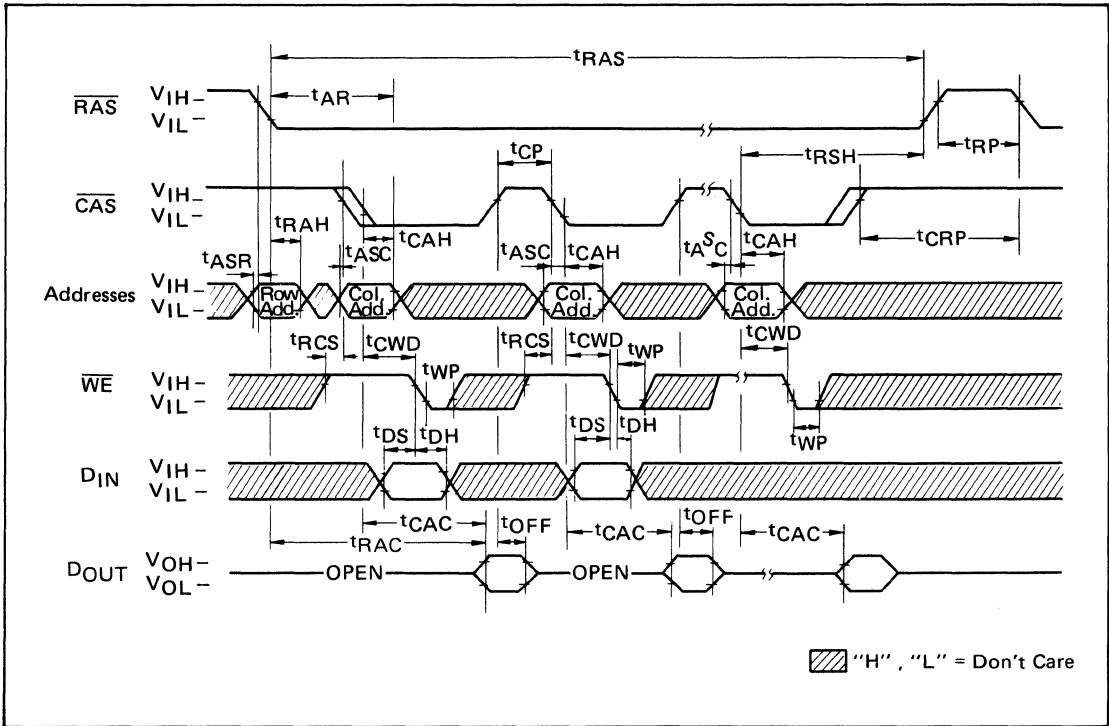 tRAS
RAS VIH VIL tAR
tRSH tRP
tCP
CAS VIH VIL
tRAH tASC tCAH tASC tCAH tASC tCAH tCRP
tASR
Addresses VIH VIL Row Add. Col. Add. Col. Add. Col. Add.
tRCS tCWD tWP tRCS tCWD tWP tCWD
WE VIH VIL
tDS tDH tDS tDH tWP
DIN VIH VIL
tCAC tOFF tCAC tOFF tCAC
tRAC
DOUT VOH VOL OPEN OPEN
"H" , "L" = Don't Care